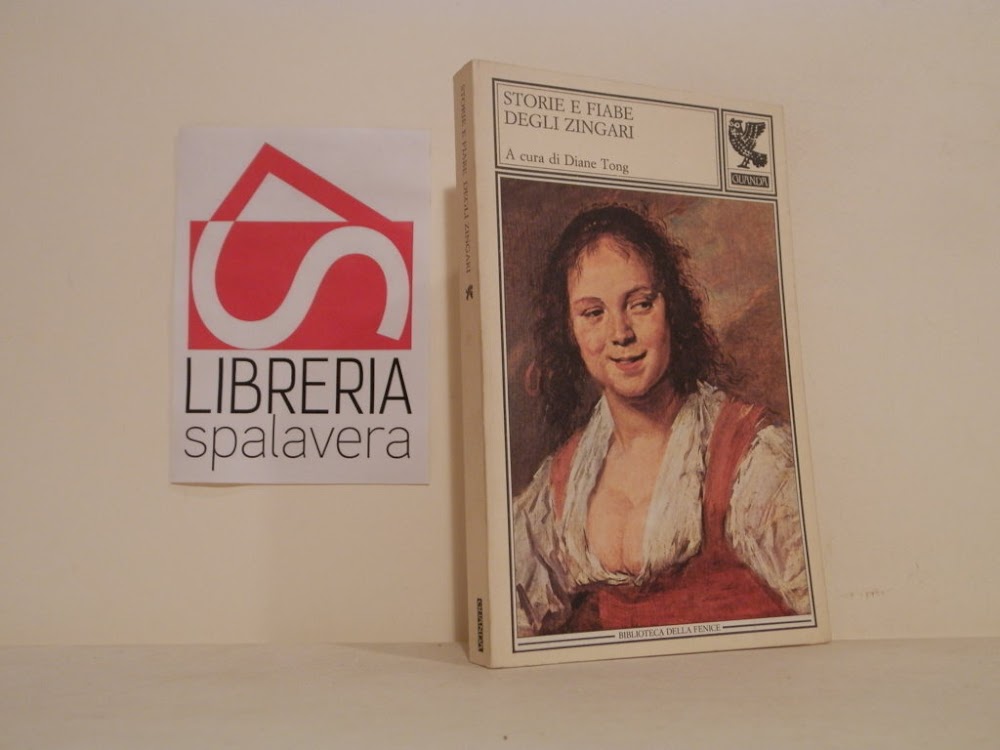 LIBRERIA
spalavera
STORIE E FIABE DEGLI ZINGARI
STORIE E FIABE
DEGLI ZINGARI
A cura di Diane Tong
GUANDA
BIBLIOTECA DELLA FENICE